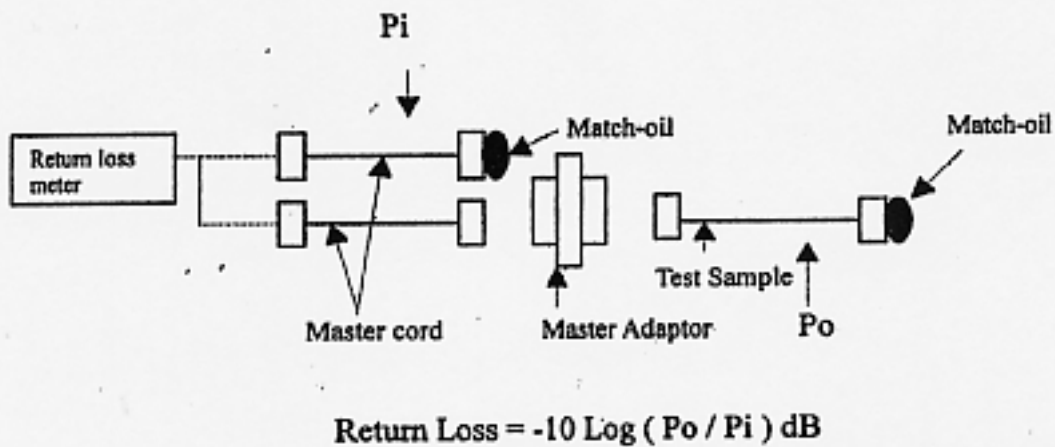 Pi
Match-oil
Match-oil
Return loss
meter
Test Sample
Master cord
Master Adaptor
Po
Return Loss = -10 Log ( Po / Pi ) dB